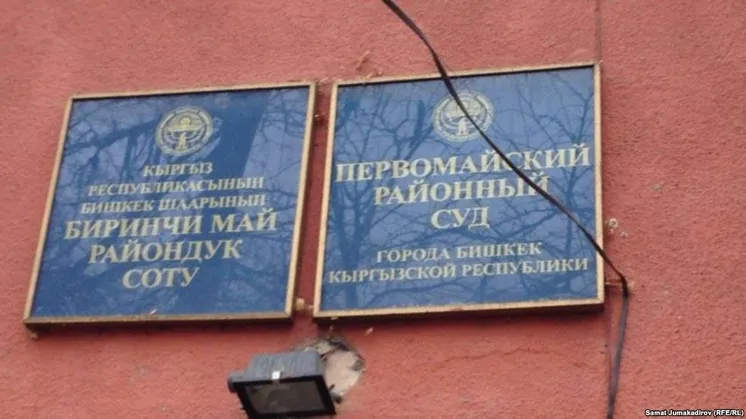 КЫРГЫЗ
РЕСПУБЛИКАСЫНЫН
БИШКЕК ШААРЫНЫН
БИРИНЧИ МАЙ
РАЙОНДУК
СОТУ
ПЕРВОМАЙСКИЙ
РАЙОННЫЙ
СУД
ГОРОДА БИШКЕК
КЫРГЫЗСКОЙ РЕСПУБЛИКИ
Samat Jumakadirov (RFE/RL)